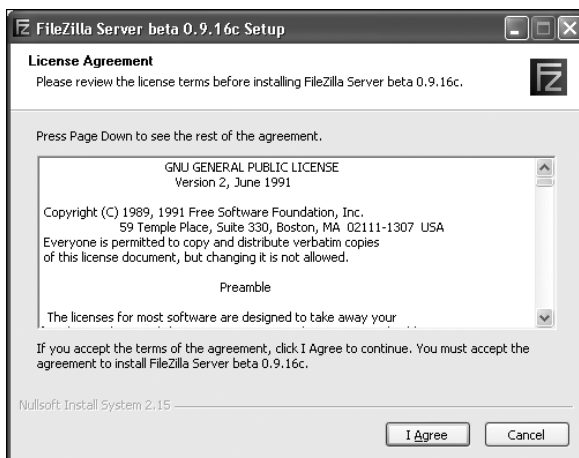 FZ FileZilla Server beta 0.9.16c Setup
License Agreement
Please review the license terms before installing FileZilla Server beta 0.9.16c.
FZ
Press Page Down to see the rest of the agreement.
GNU GENERAL PUBLIC LICENSE
Version 2, June 1991
Copyright (C) 1989, 1991 Free Software Foundation, Inc.
59 Temple Place, Suite 330, Boston, MA 02111-1307 USA
Everyone is permitted to copy and distribute verbatim copies
of this license document, but changing it is not allowed.
Preamble
The licenses for most software are designed to take away your
If you accept the terms of the agreement, click I Agree to continue. You must accept the
agreement to install FileZilla Server beta 0.9.16c.
Nullsoft Install System 2.15
I Agree
Cancel